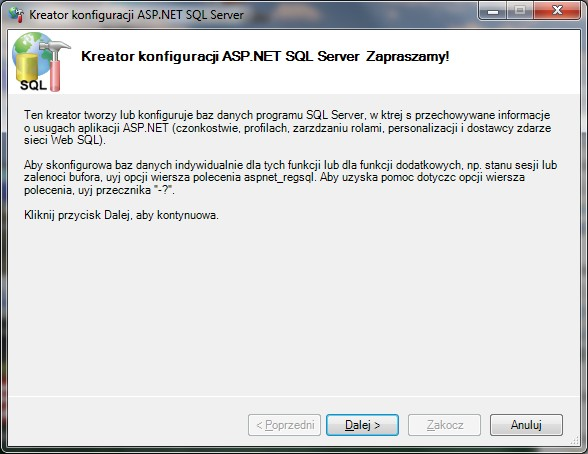 Kreator konfiguracji ASP.NET SQL Server
SQL
Kreator konfiguracji ASP.NET SQL Server Zapraszamy!
Ten kreator tworzy lub konfiguruje baz danych programu SQL Server, w ktrej s przechowywane informacje
o usugach aplikacji ASP.NET (czonkostwie, profilach, zarzdzaniu rolami, personalizacji i dostawcy zdarze
sieci Web SQL).
Aby skonfigurowa baz danych indywidualnie dla tych funkcji lub dla funkcji dodatkowych, np. stanu sesji lub
zalenoci bufora, uyj opcji wiersza polecenia aspnet_regsql. Aby uzyska pomoc dotyczc opcji wiersza
polecenia, uyj przecznika "-?".
Kliknij przycisk Dalej, aby kontynuowa.
< Poprzedni
Dalej >
Zakocz
Anuluj